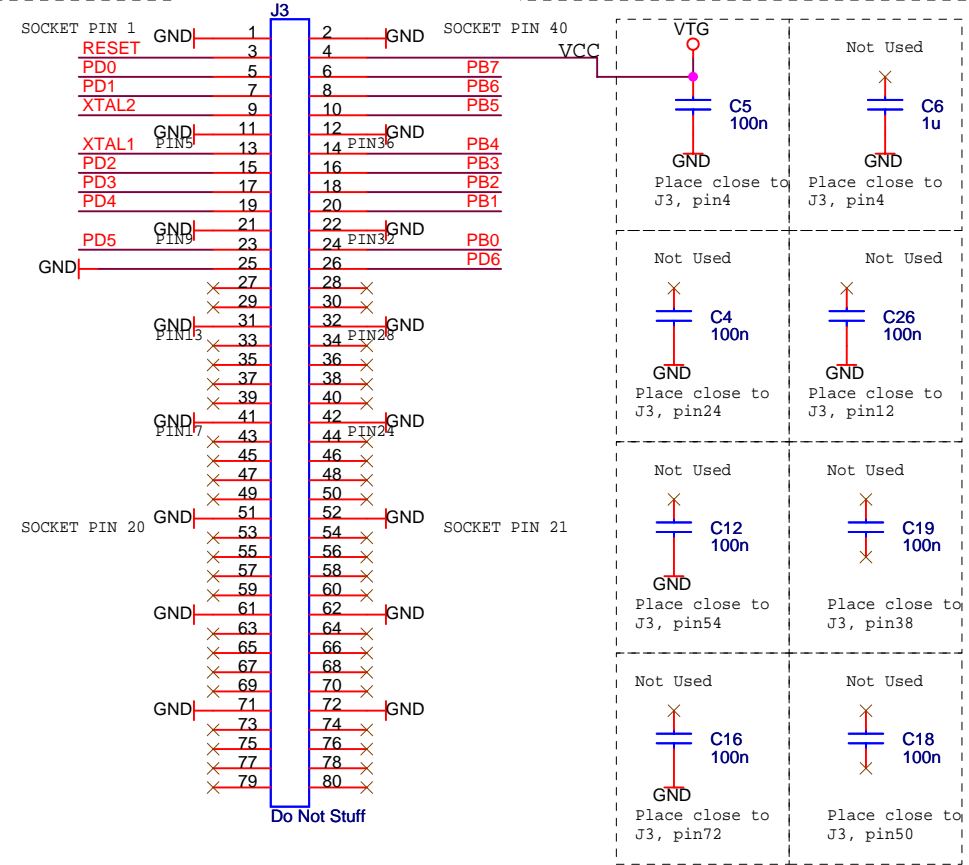 J3
SOCKET PIN 1 GND 1 2 GND SOCKET PIN 40
RESET 3 4 VCC
PD0 5 6 PB7
PD1 7 8 PB6
XTAL2 9 10 PB5
GND 11 12 GND
PIN5 PIN36
XTAL1 13 14 PB4
PD2 15 16 PB3
PD3 17 18 PB2
PD4 19 20 PB1
GND 21 22 GND
PIN9 PIN32
PD5 23 24 PB0
GND 25 26 PD6
27 28
29 30
GND 31 32 GND
PIN13 PIN28
33 34
35 36
37 38
39 40
GND 41 42 GND
PIN17 PIN24
43 44
45 46
47 48
49 50
SOCKET PIN 20 GND 51 52 GND SOCKET PIN 21
53 54
55 56
57 58
59 60
GND 61 62 GND
63 64
65 66
67 68
69 70
GND 71 72 GND
73 74
75 76
77 78
79 80
Do Not Stuff
VTG
C5
100n
GND
Place close to
J3, pin4
Not Used
C6
1u
GND
Place close to
J3, pin4
Not Used
C4
100n
GND
Place close to
J3, pin24
Not Used
C26
100n
GND
Place close to
J3, pin12
Not Used
C12
100n
GND
Place close to
J3, pin54
Not Used
C19
100n
Place close to
J3, pin38
Not Used
C16
100n
GND
Place close to
J3, pin72
Not Used
C18
100n
Place close to
J3, pin50